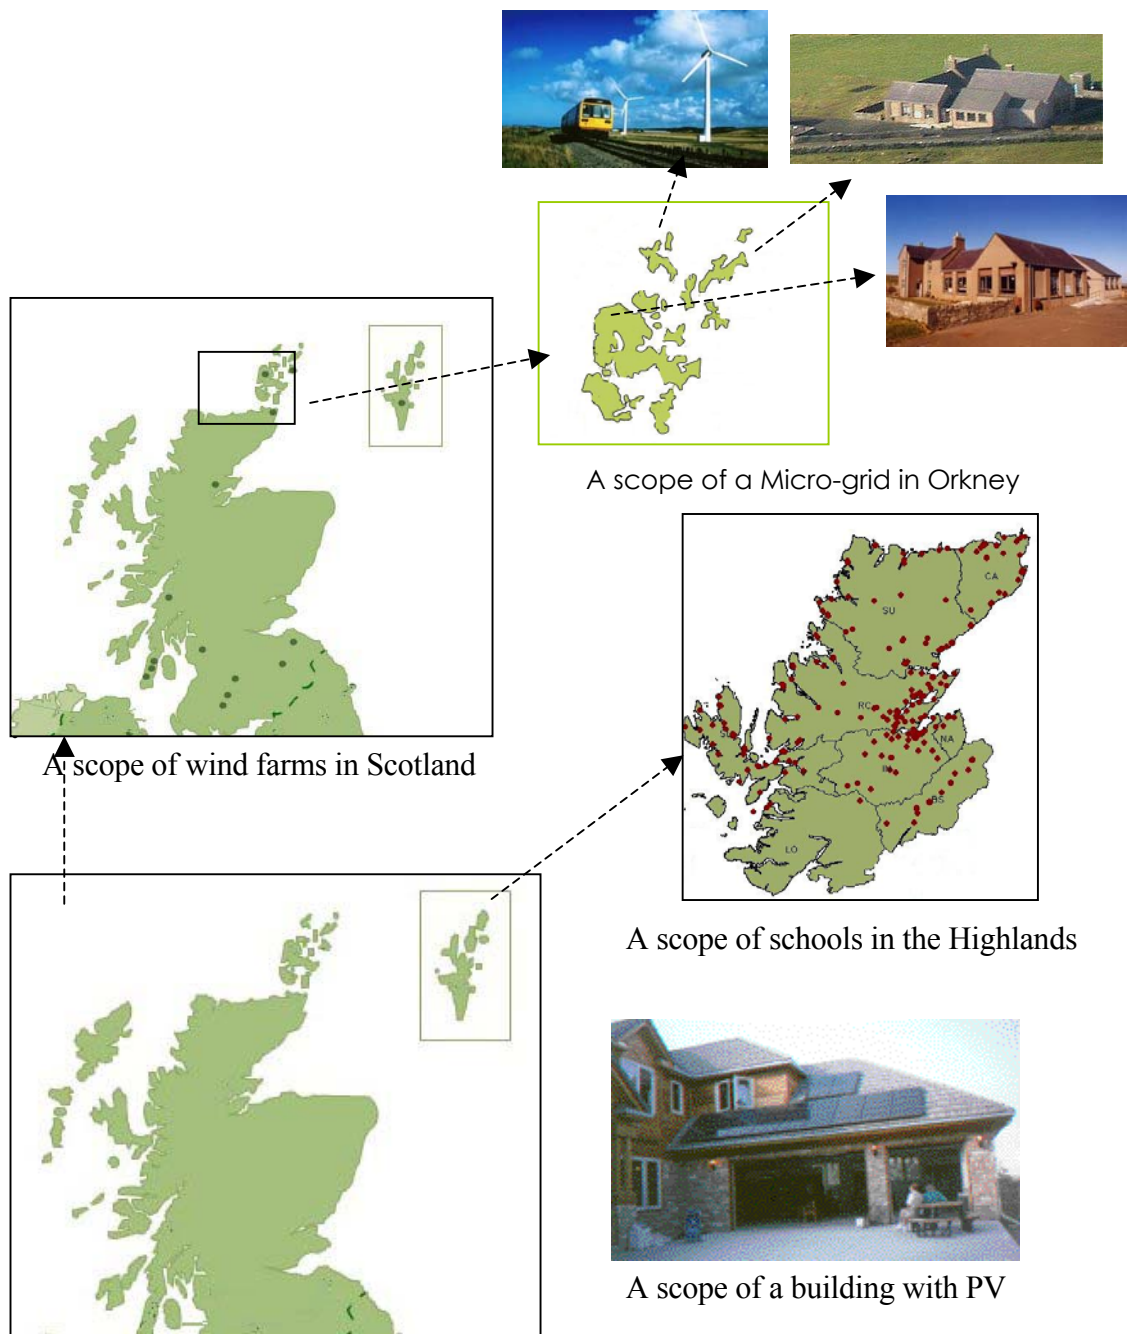 A scope of a Micro-grid in Orkney
A scope of wind farms in Scotland
CA
SU
RC
NA
BS
LO
A scope of schools in the Highlands
A scope of a building with PV